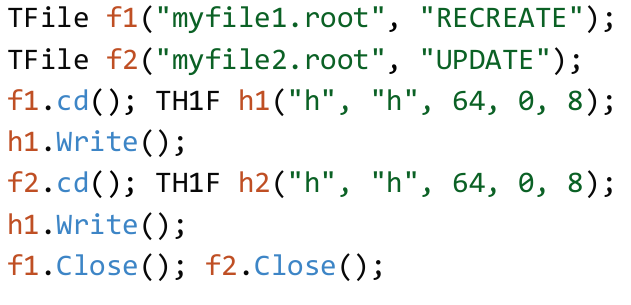 TFile f1("myfile1.root", "RECREATE");
TFile f2("myfile2.root", "UPDATE");
f1.cd(); TH1F h1("h", "h", 64, 0, 8);
h1.Write();
f2.cd(); TH1F h2("h", "h", 64, 0, 8);
h1.Write();
f1.Close(); f2.Close();